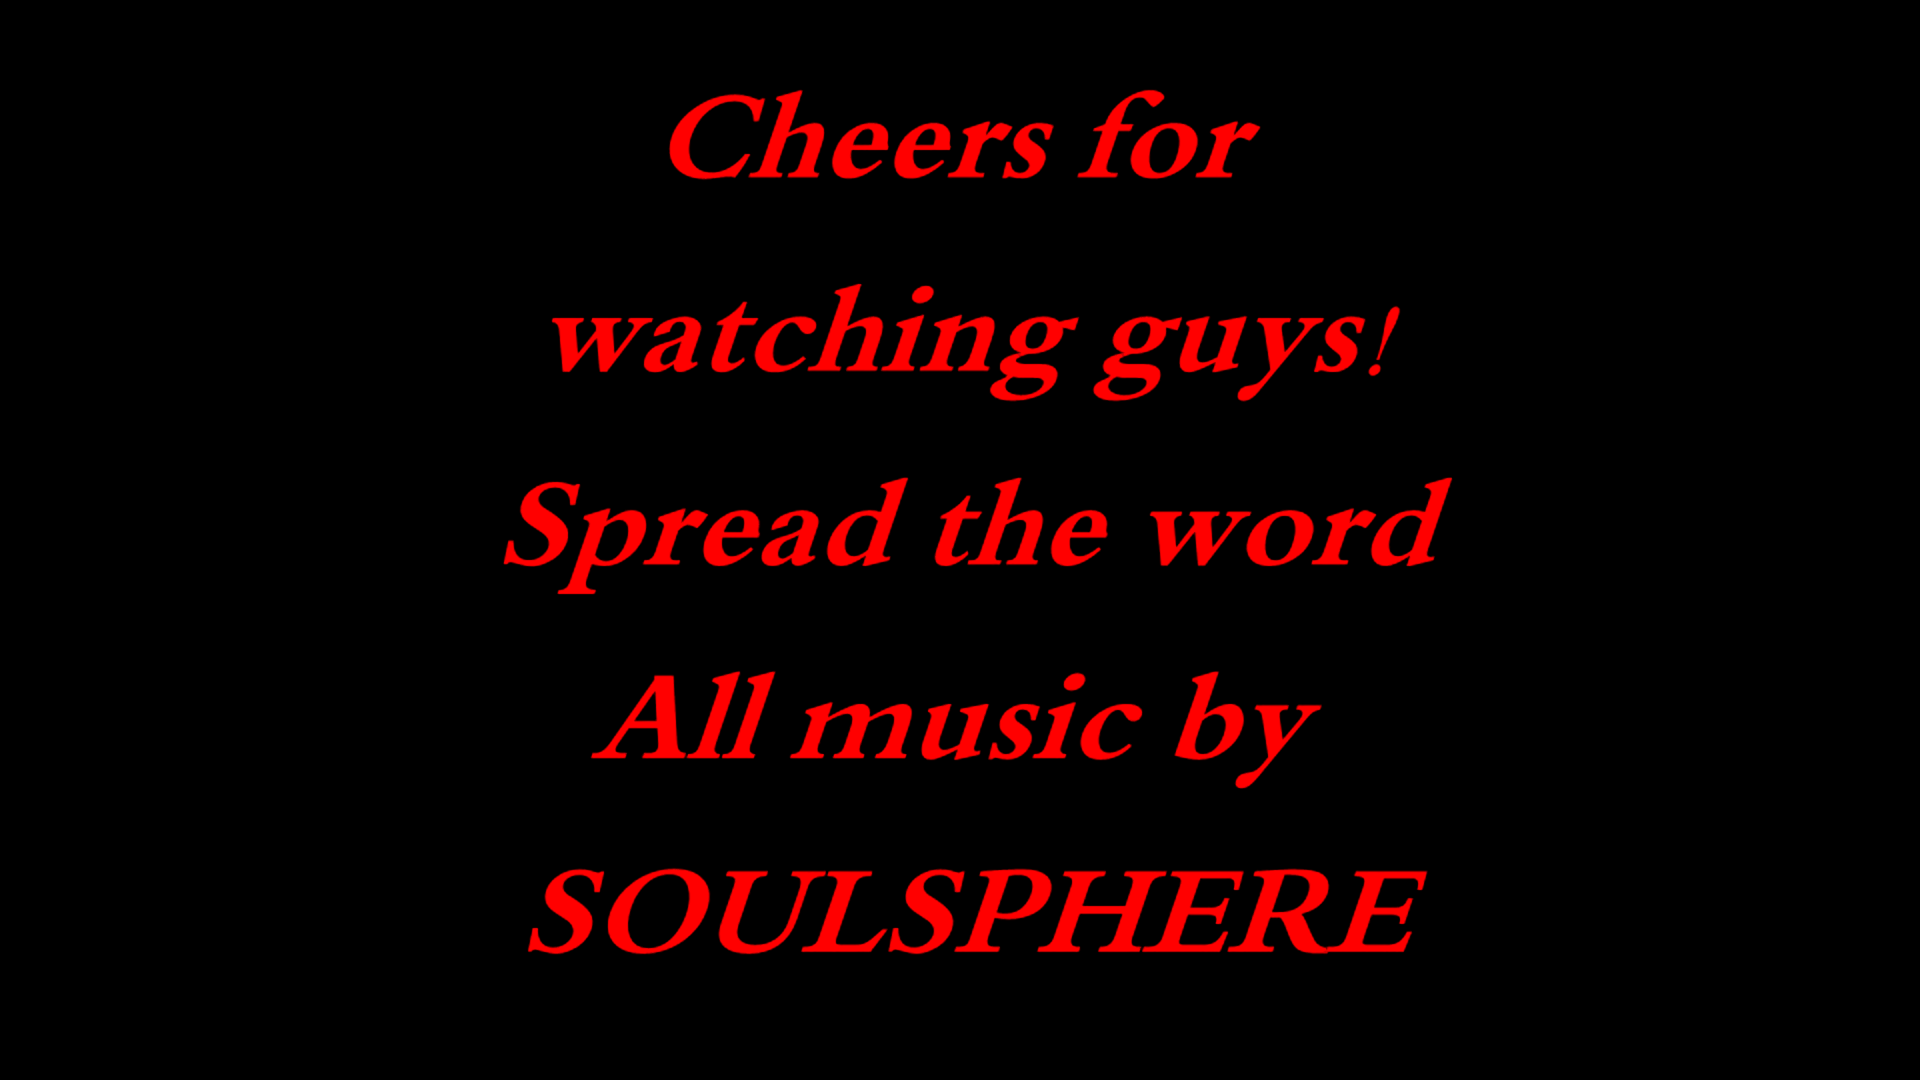 Cheers for
watching guys!
Spread the word
All music by
SOULSPHERE